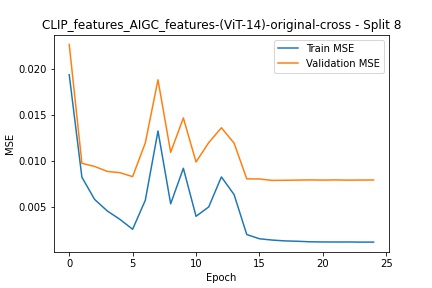 CLIP_features_AIGC_features-(ViT-14)-original-cross - Split 8
Train MSE
Validation MSE
0.020
0.015
0.010
0.005
MSE
0 5 10 15 20 25
Epoch